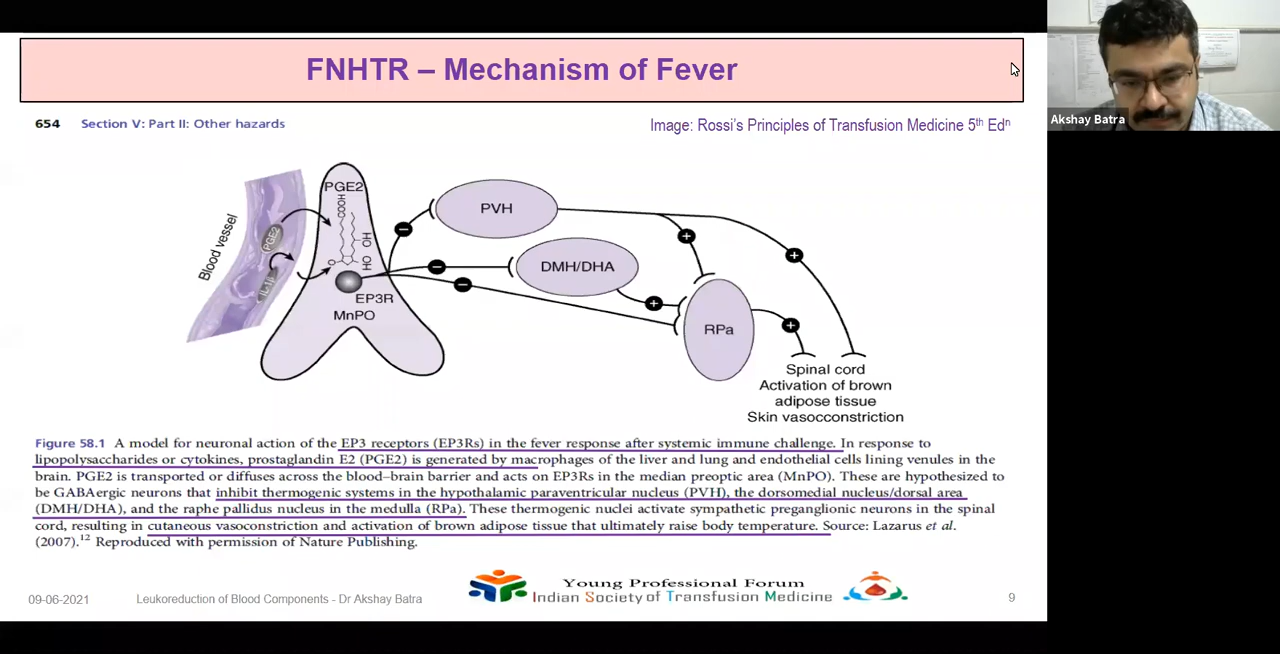 FNHTR – Mechanism of Fever
Akshay Batra
654 Section V: Part II: Other hazards
Image: Rossi's Principles of Transfusion Medicine 5th Edn
Blood vessel
PGE2
IL-1β
PGE2
COOH
OH
HO
O
EP3R
MnPO
PVH
DMH/DHA
RPa
Spinal cord
Activation of brown
adipose tissue
Skin vasocconstriction
Figure 58.1 A model for neuronal action of the EP3 receptors (EP3Rs) in the fever response after systemic immune challenge. In response to
lipopolysaccharides or cytokines, prostaglandin E2 (PGE2) is generated by macrophages of the liver and lung and endothelial cells lining venules in the
brain. PGE2 is transported or diffuses across the blood–brain barrier and acts on EP3Rs in the median preoptic area (MnPO). These are hypothesized to
be GABAergic neurons that inhibit thermogenic systems in the hypothalamic paraventricular nucleus (PVH), the dorsomedial nucleus/dorsal area
(DMH/DHA), and the raphe pallidus nucleus in the medulla (RPa). These thermogenic nuclei activate sympathetic preganglionic neurons in the spinal
cord, resulting in cutaneous vasoconstriction and activation of brown adipose tissue that ultimately raise body temperature. Source: Lazarus et al.
(2007).12 Reproduced with permission of Nature Publishing.
09-06-2021
Leukoreduction of Blood Components - Dr Akshay Batra
Young Professional Forum
Indian Society of Transfusion Medicine
9